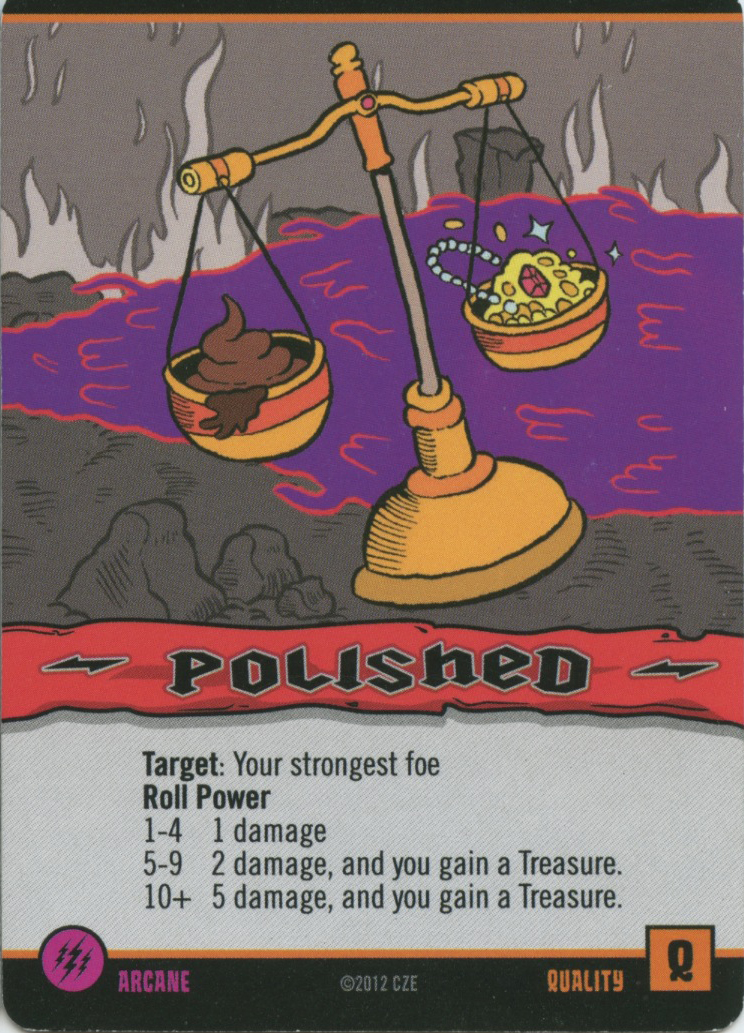 POLISHED
Target: Your strongest foe
Roll Power
1-4 1 damage
5-9 2 damage, and you gain a Treasure.
10+ 5 damage, and you gain a Treasure.
ARCANE ©2012 CZE QUALITY Q